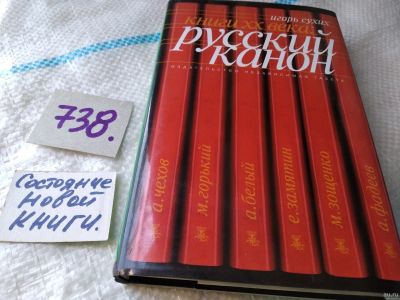 игорь сухих
книги хх века:
русский
канон
издательство независимая газета
а.чехов
м.горький
а.белый
е.замятин
м.зощенко
а.фадеев
738.
Состояние
новой
книги.